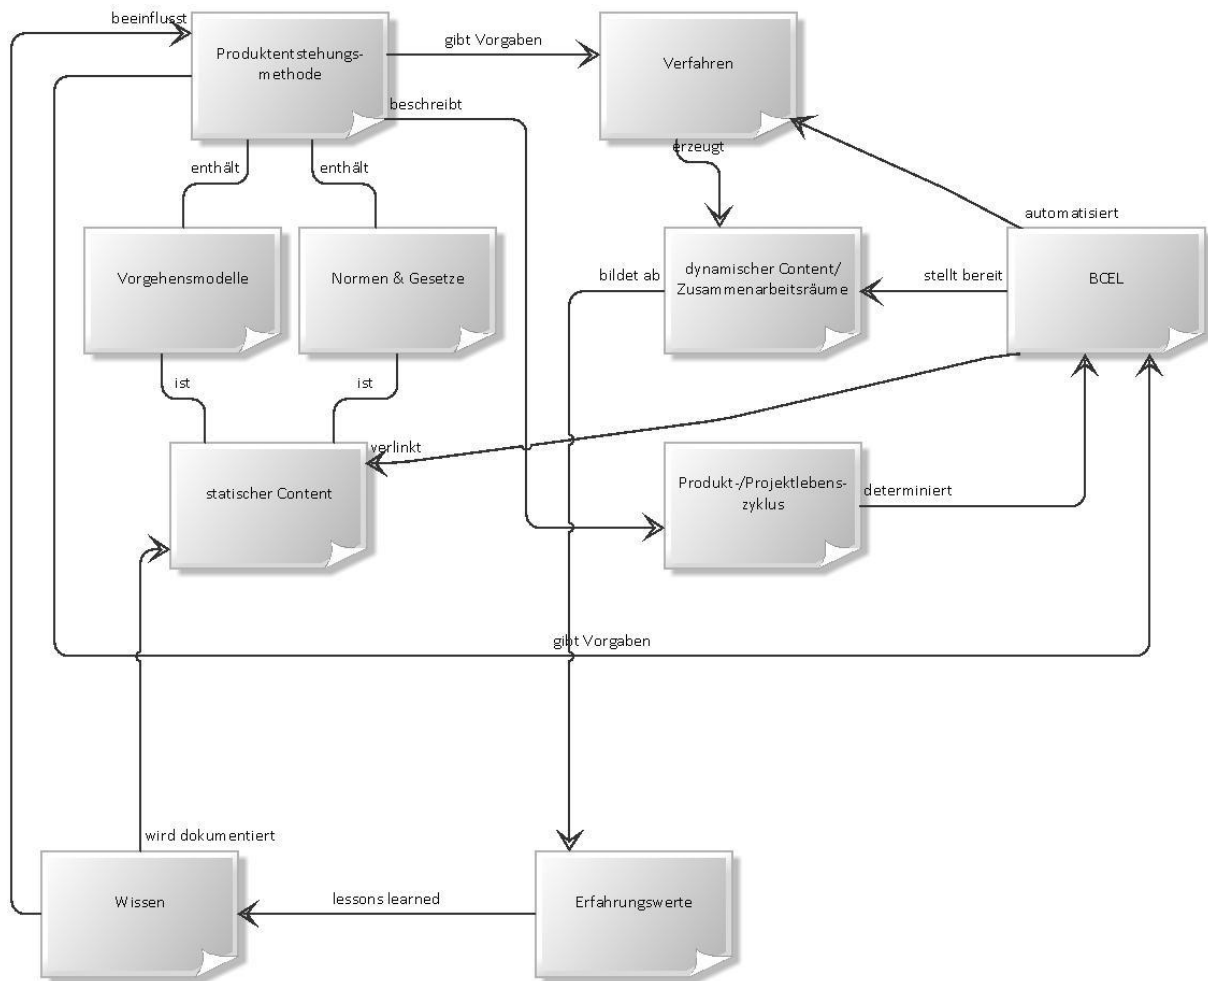 beeinflusst
Produktentstehungs-
methode
gibt Vorgaben
Verfahren
beschreibt
enthält
enthält
erzeugt
automatisiert
Vorgehensmodelle
Normen & Gesetze
bildet ab
dynamischer Content/
Zusammenarbeitsräume
stellt bereit
BCEL
ist
ist
verlinkt
statischer Content
Produkt-/Projektlebens-
zyklus
determiniert
gibt Vorgaben
wird dokumentiert
Wissen
lessons learned
Erfahrungswerte